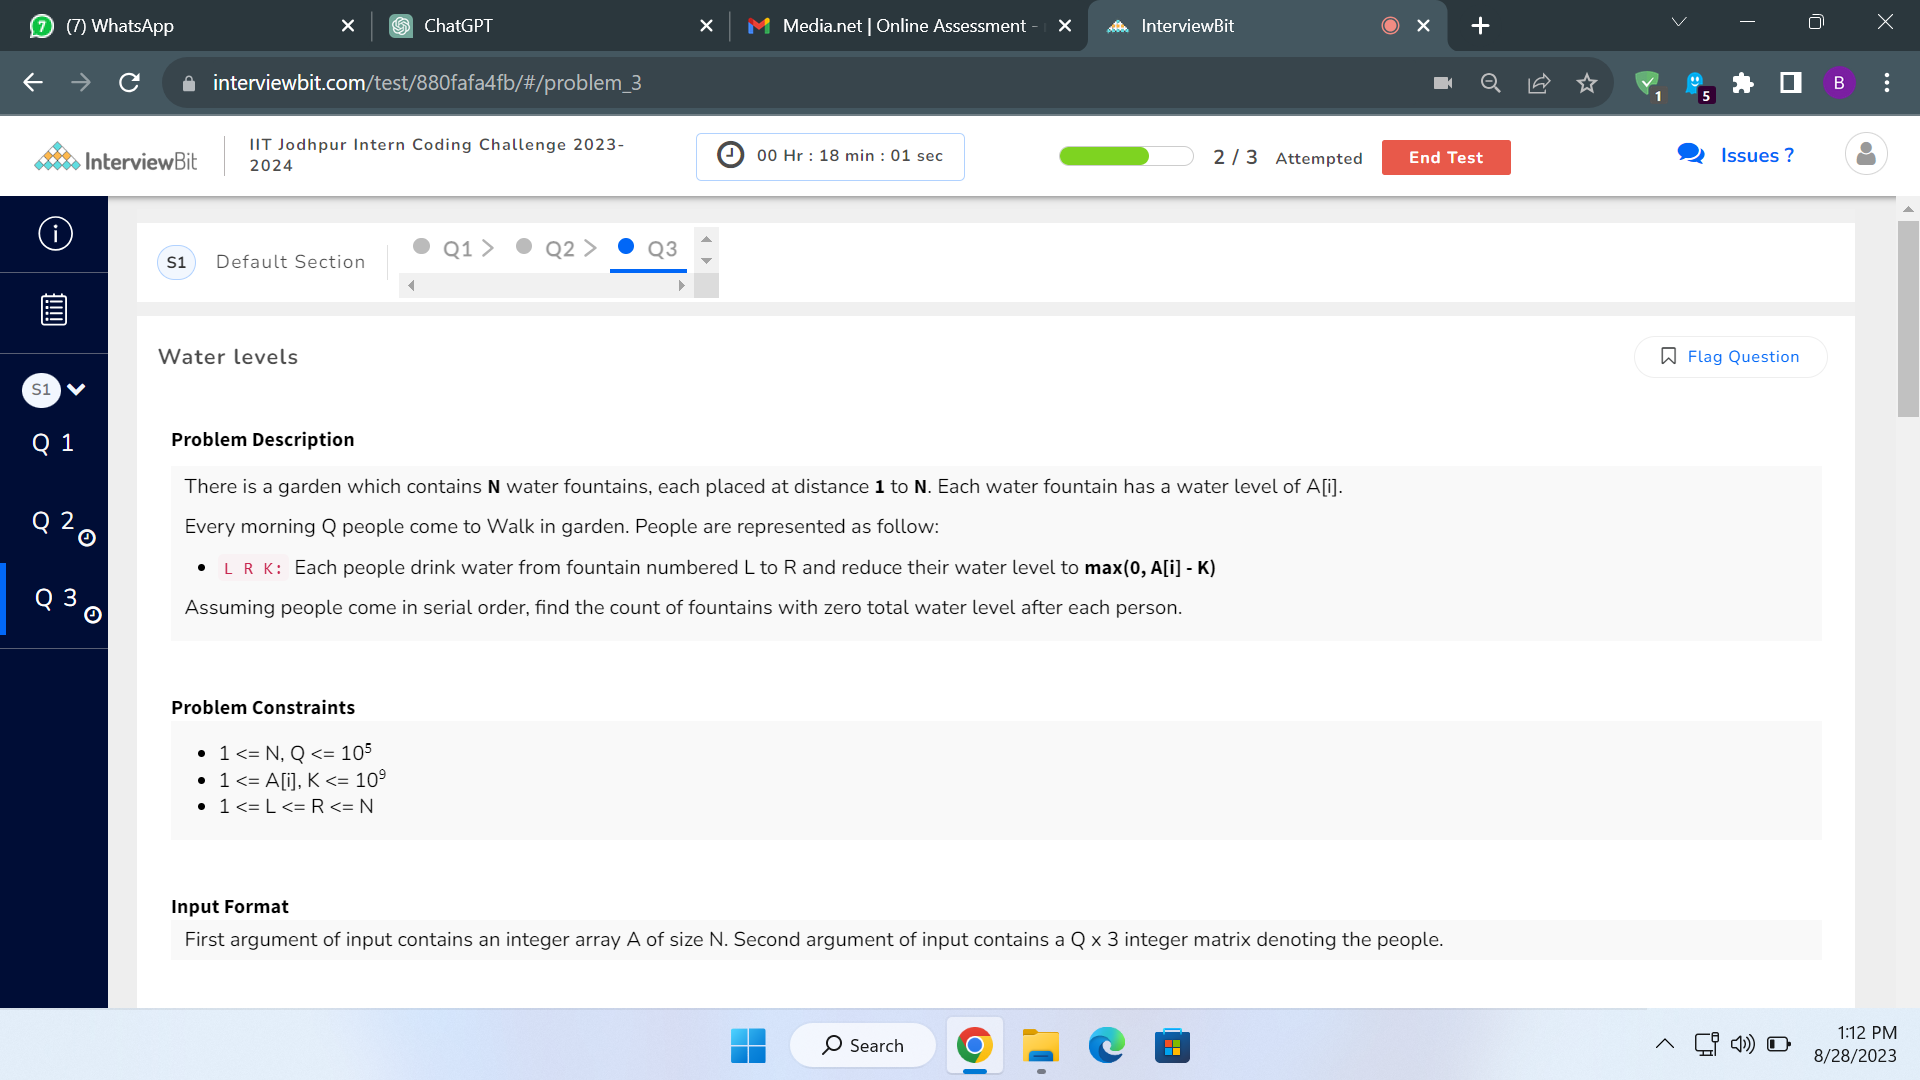 (7) WhatsApp
ChatGPT
Media.net | Online Assessment -
InterviewBit
interviewbit.com/test/880fafa4fb/#/problem_3
1
5
B
InterviewBit
IIT Jodhpur Intern Coding Challenge 2023-
2024
00 Hr : 18 min : 01 sec
2 / 3 Attempted
End Test
Issues ?
S1
Default Section
Q1
Q2
Q3
S1
Q 1
Q 2
Q 3
Water levels
Flag Question
Problem Description
There is a garden which contains N water fountains, each placed at distance 1 to N. Each water fountain has a water level of A[i].
Every morning Q people come to Walk in garden. People are represented as follow:
• L R K: Each people drink water from fountain numbered L to R and reduce their water level to max(0, A[i] - K)
Assuming people come in serial order, find the count of fountains with zero total water level after each person.
Problem Constraints
• 1 <= N, Q <= 10⁵
• 1 <= A[i], K <= 10⁹
• 1 <= L <= R <= N
Input Format
First argument of input contains an integer array A of size N. Second argument of input contains a Q x 3 integer matrix denoting the people.
Search
1:12 PM
8/28/2023